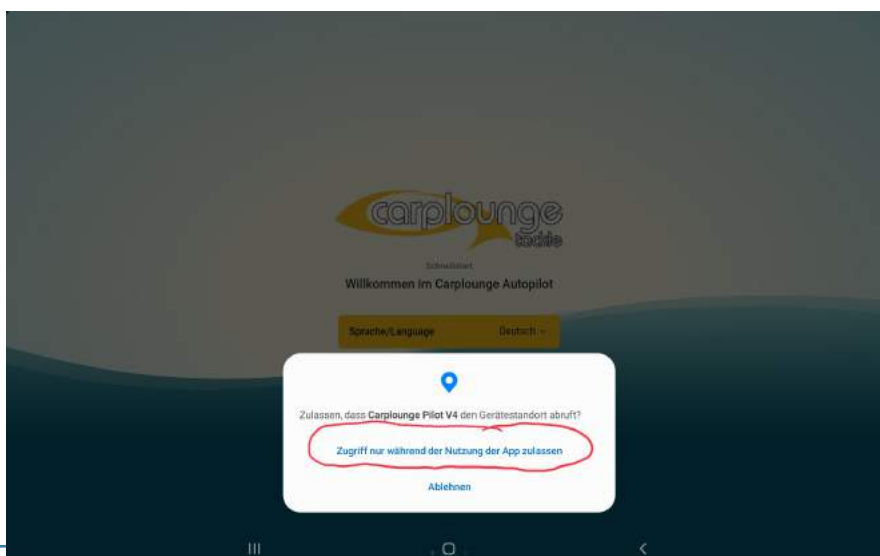 carplounge
tackle
Schnellstart
Willkommen im Carplounge Autopilot
Sprache/Language Deutsch
Zulassen, dass Carplounge Pilot V4 den Gerätestandort abruft?
Zugriff nur während der Nutzung der App zulassen
Ablehnen